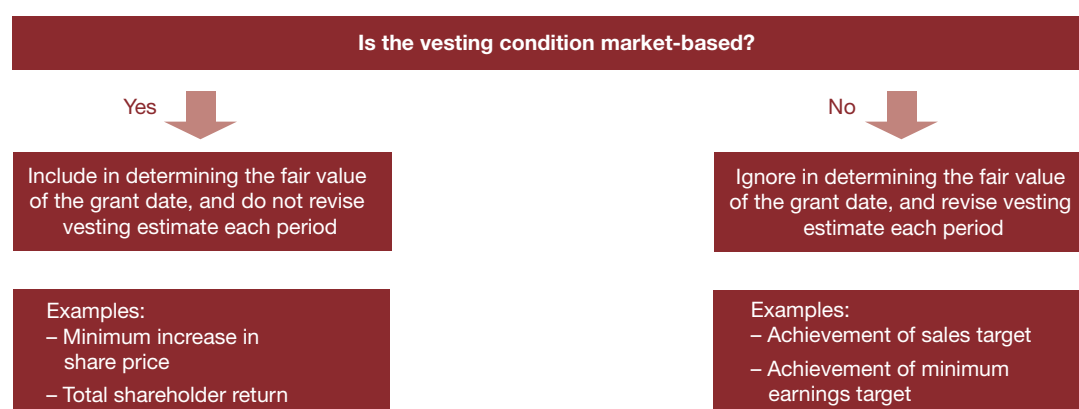 Is the vesting condition market-based?
Yes
No
Include in determining the fair value
of the grant date, and do not revise
vesting estimate each period
Ignore in determining the fair value
of the grant date, and revise vesting
estimate each period
Examples:
– Minimum increase in
share price
– Total shareholder return
Examples:
– Achievement of sales target
– Achievement of minimum
earnings target